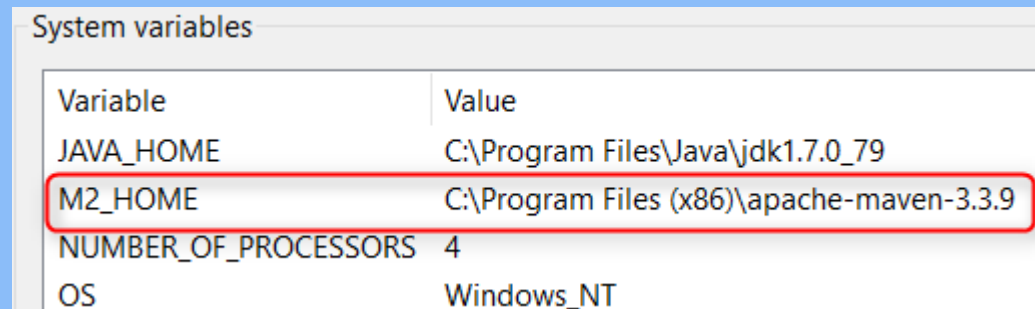 System variables
Variable Value
JAVA_HOME C:\Program Files\Java\jdk1.7.0_79
M2_HOME C:\Program Files (x86)\apache-maven-3.3.9
NUMBER_OF_PROCESSORS 4
OS Windows_NT